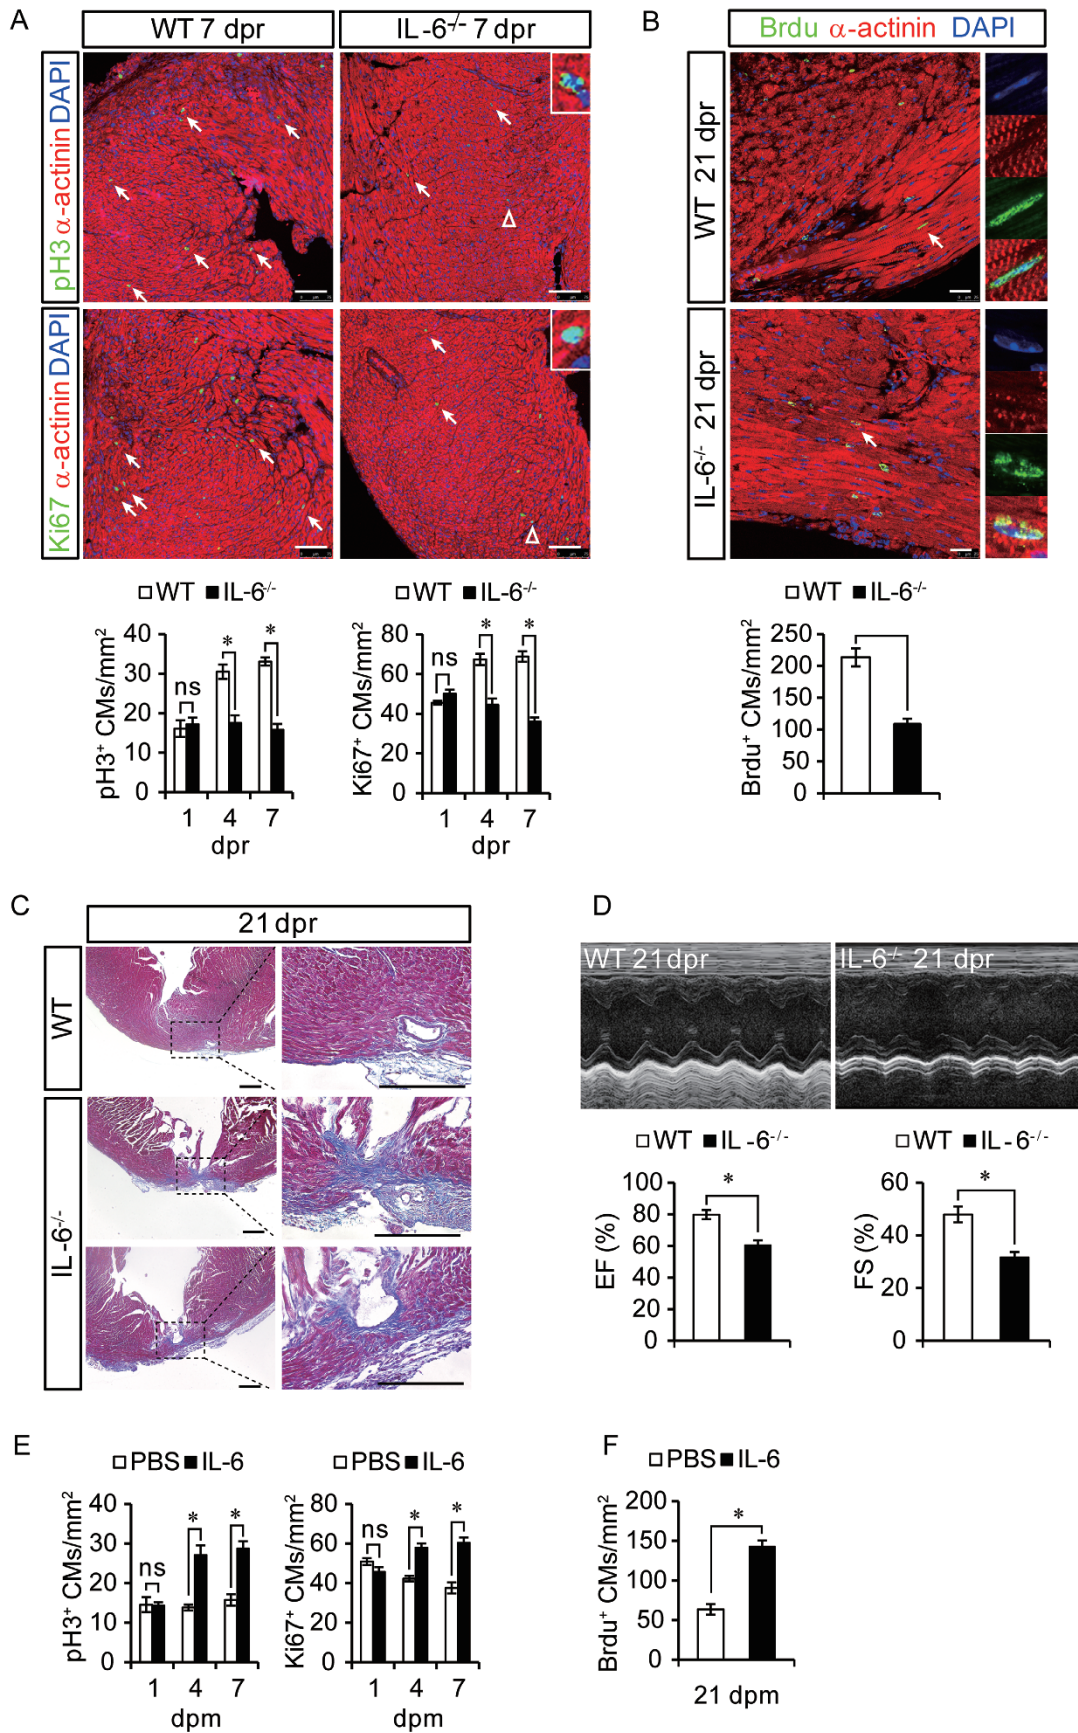 A
WT 7 dpr
IL-6-/- 7 dpr
pH3 α-actinin DAPI
Ki67 α-actinin DAPI
□WT ■IL-6-/-
pH3+ CMs/mm2
40
30
20
10
0
ns
*
*
1 4 7
dpr
□WT ■IL-6-/-
Ki67+ CMs/mm2
80
60
40
20
0
ns
*
*
1 4 7
dpr
B
Brdu α-actinin DAPI
WT 21 dpr
IL-6-/- 21 dpr
□WT ■IL-6-/-
Brdu+ CMs/mm2
250
200
150
100
50
0
C
21 dpr
WT
IL-6-/-
D
WT 21dpr
IL-6-/- 21 dpr
□WT ■IL-6-/-
EF (%)
100
80
60
40
20
0
*
□WT ■IL-6-/-
FS (%)
60
40
20
0
*
E
□PBS ■IL-6
pH3+ CMs/mm2
40
30
20
10
0
ns
*
*
1 4 7
dpm
□PBS ■IL-6
Ki67+ CMs/mm2
80
60
40
20
0
ns
*
*
1 4 7
dpm
F
□PBS ■IL-6
Brdu+ CMs/mm2
200
150
100
50
0
*
21 dpm